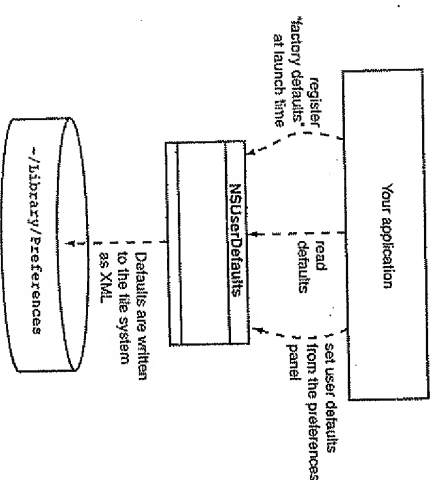 Your application
register
"factory defaults"
at launch time
read
defaults
set user defaults
from the preferences
panel
NSUserDefaults
Defaults are written
to the file system
as XML
~/Library/Preferences